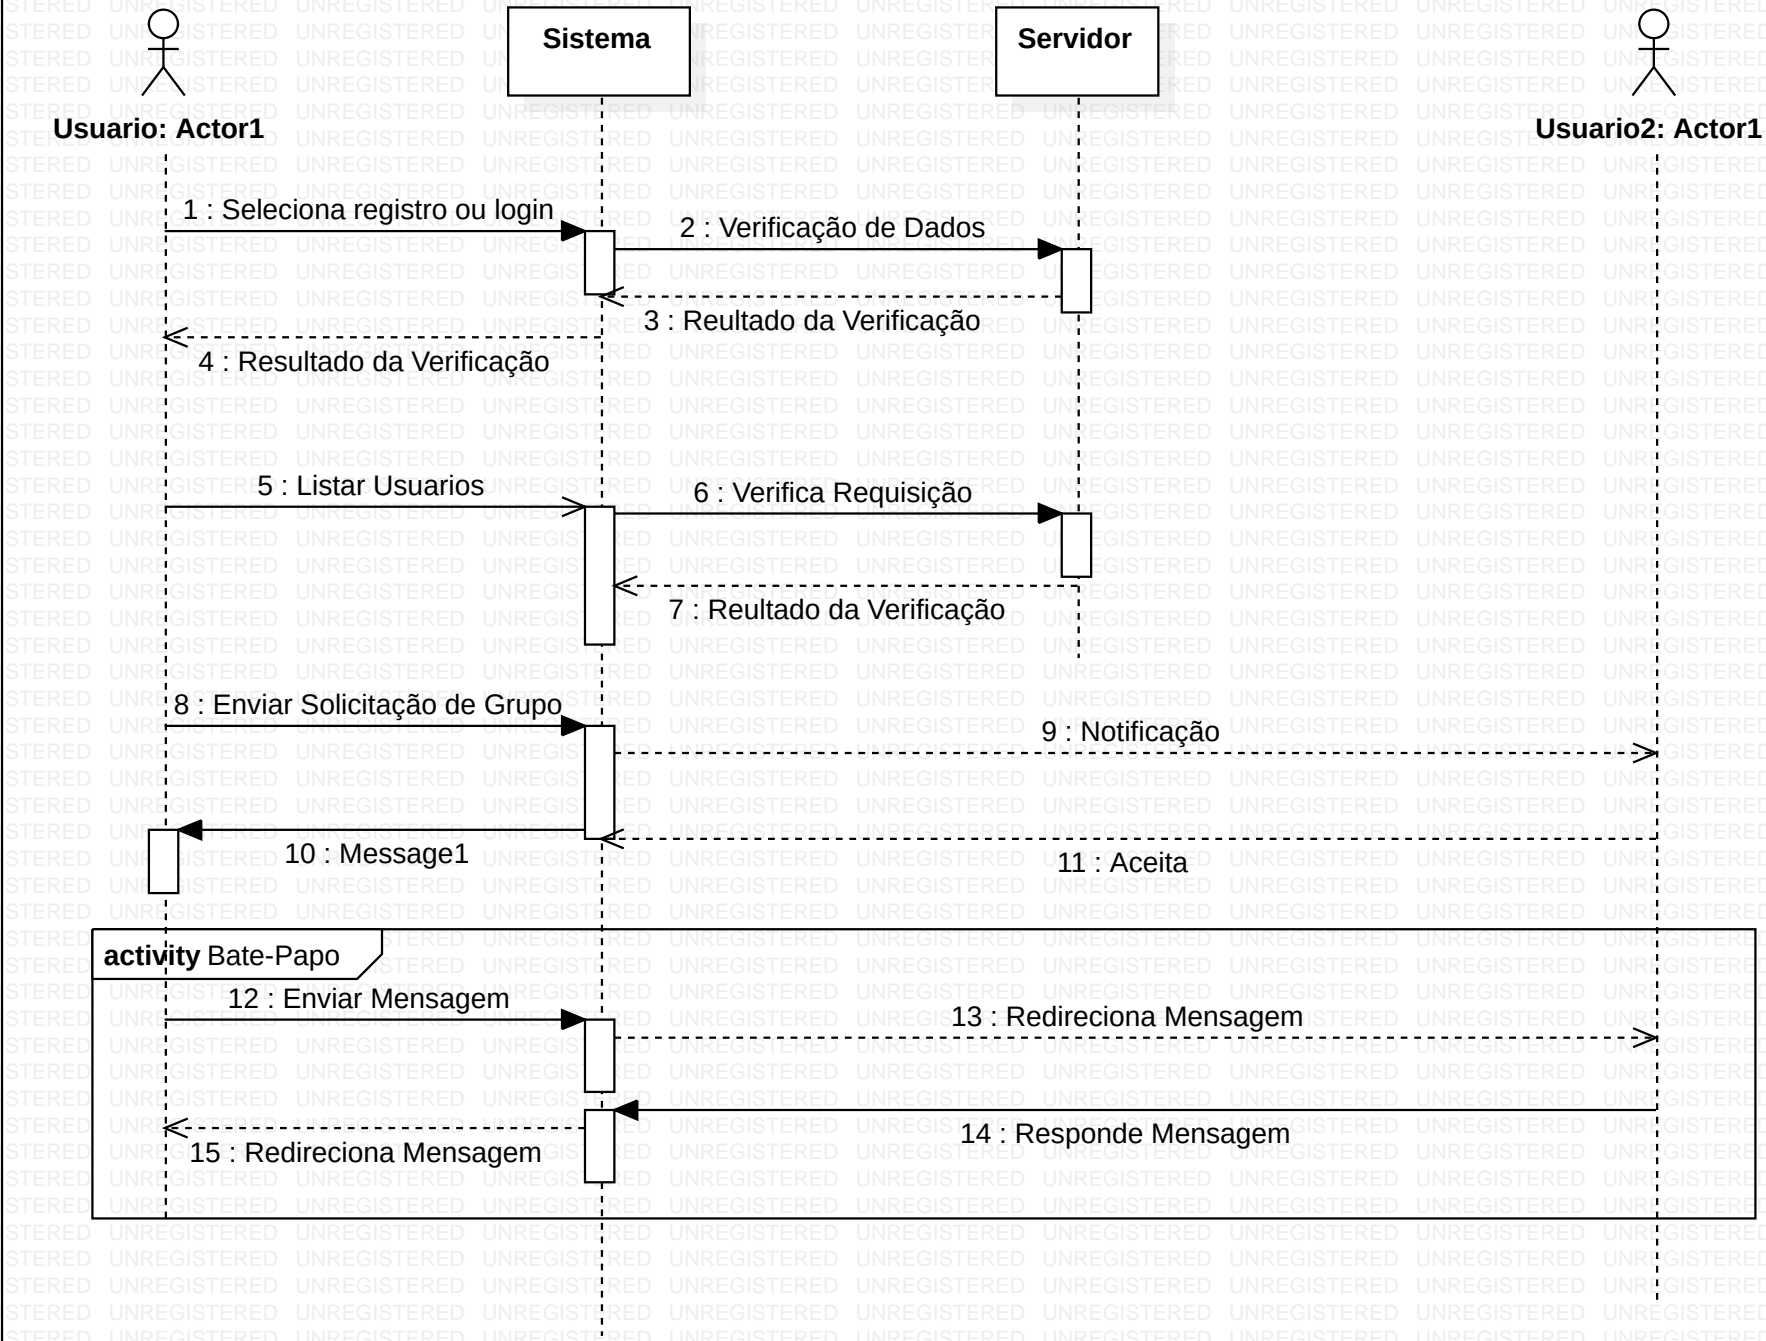 Sistema
Servidor
Usuario: Actor1
Usuario2: Actor1
1 : Seleciona registro ou login
2 : Verificação de Dados
3 : Reultado da Verificação
4 : Resultado da Verificação
5 : Listar Usuarios
6 : Verifica Requisição
7 : Reultado da Verificação
8 : Enviar Solicitação de Grupo
9 : Notificação
10 : Message1
11 : Aceita
activity Bate-Papo
12 : Enviar Mensagem
13 : Redireciona Mensagem
14 : Responde Mensagem
15 : Redireciona Mensagem
UNREGISTERED